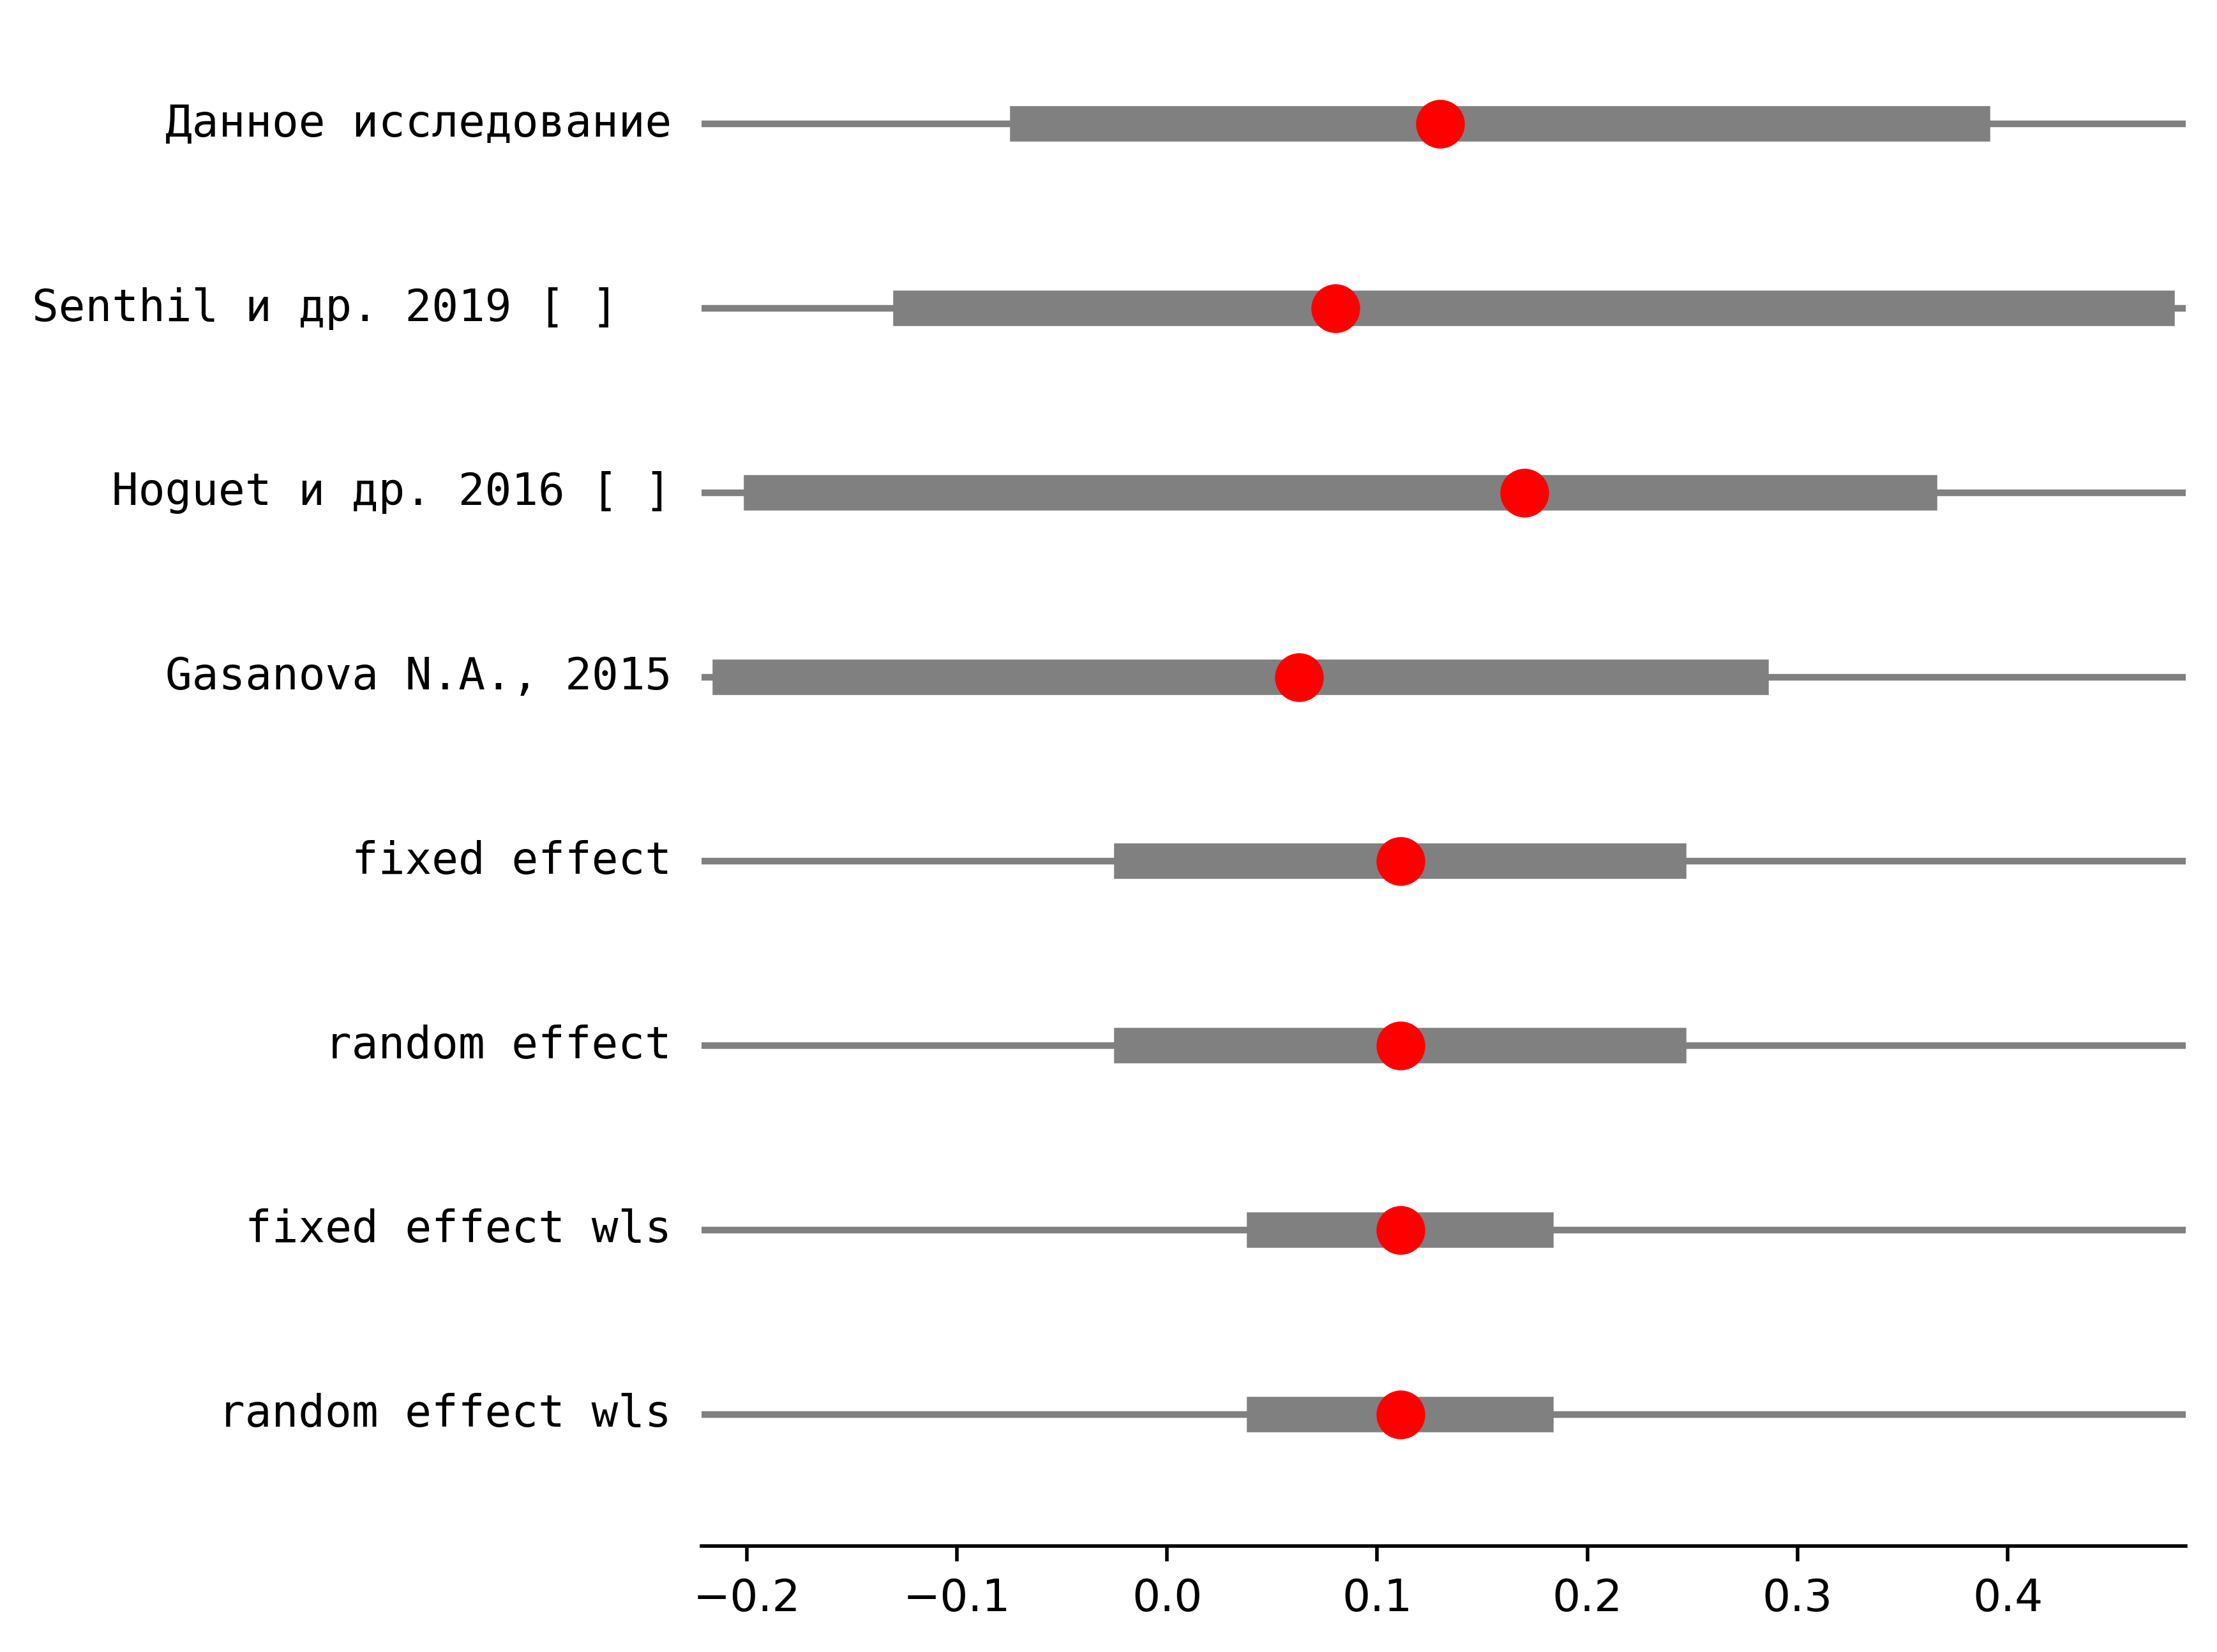 Данное исследование
Senthil и др. 2019 [ ]
Hoguet и др. 2016 [ ]
Gasanova N.A., 2015
fixed effect
random effect
fixed effect wls
random effect wls
−0.2 −0.1 0.0 0.1 0.2 0.3 0.4